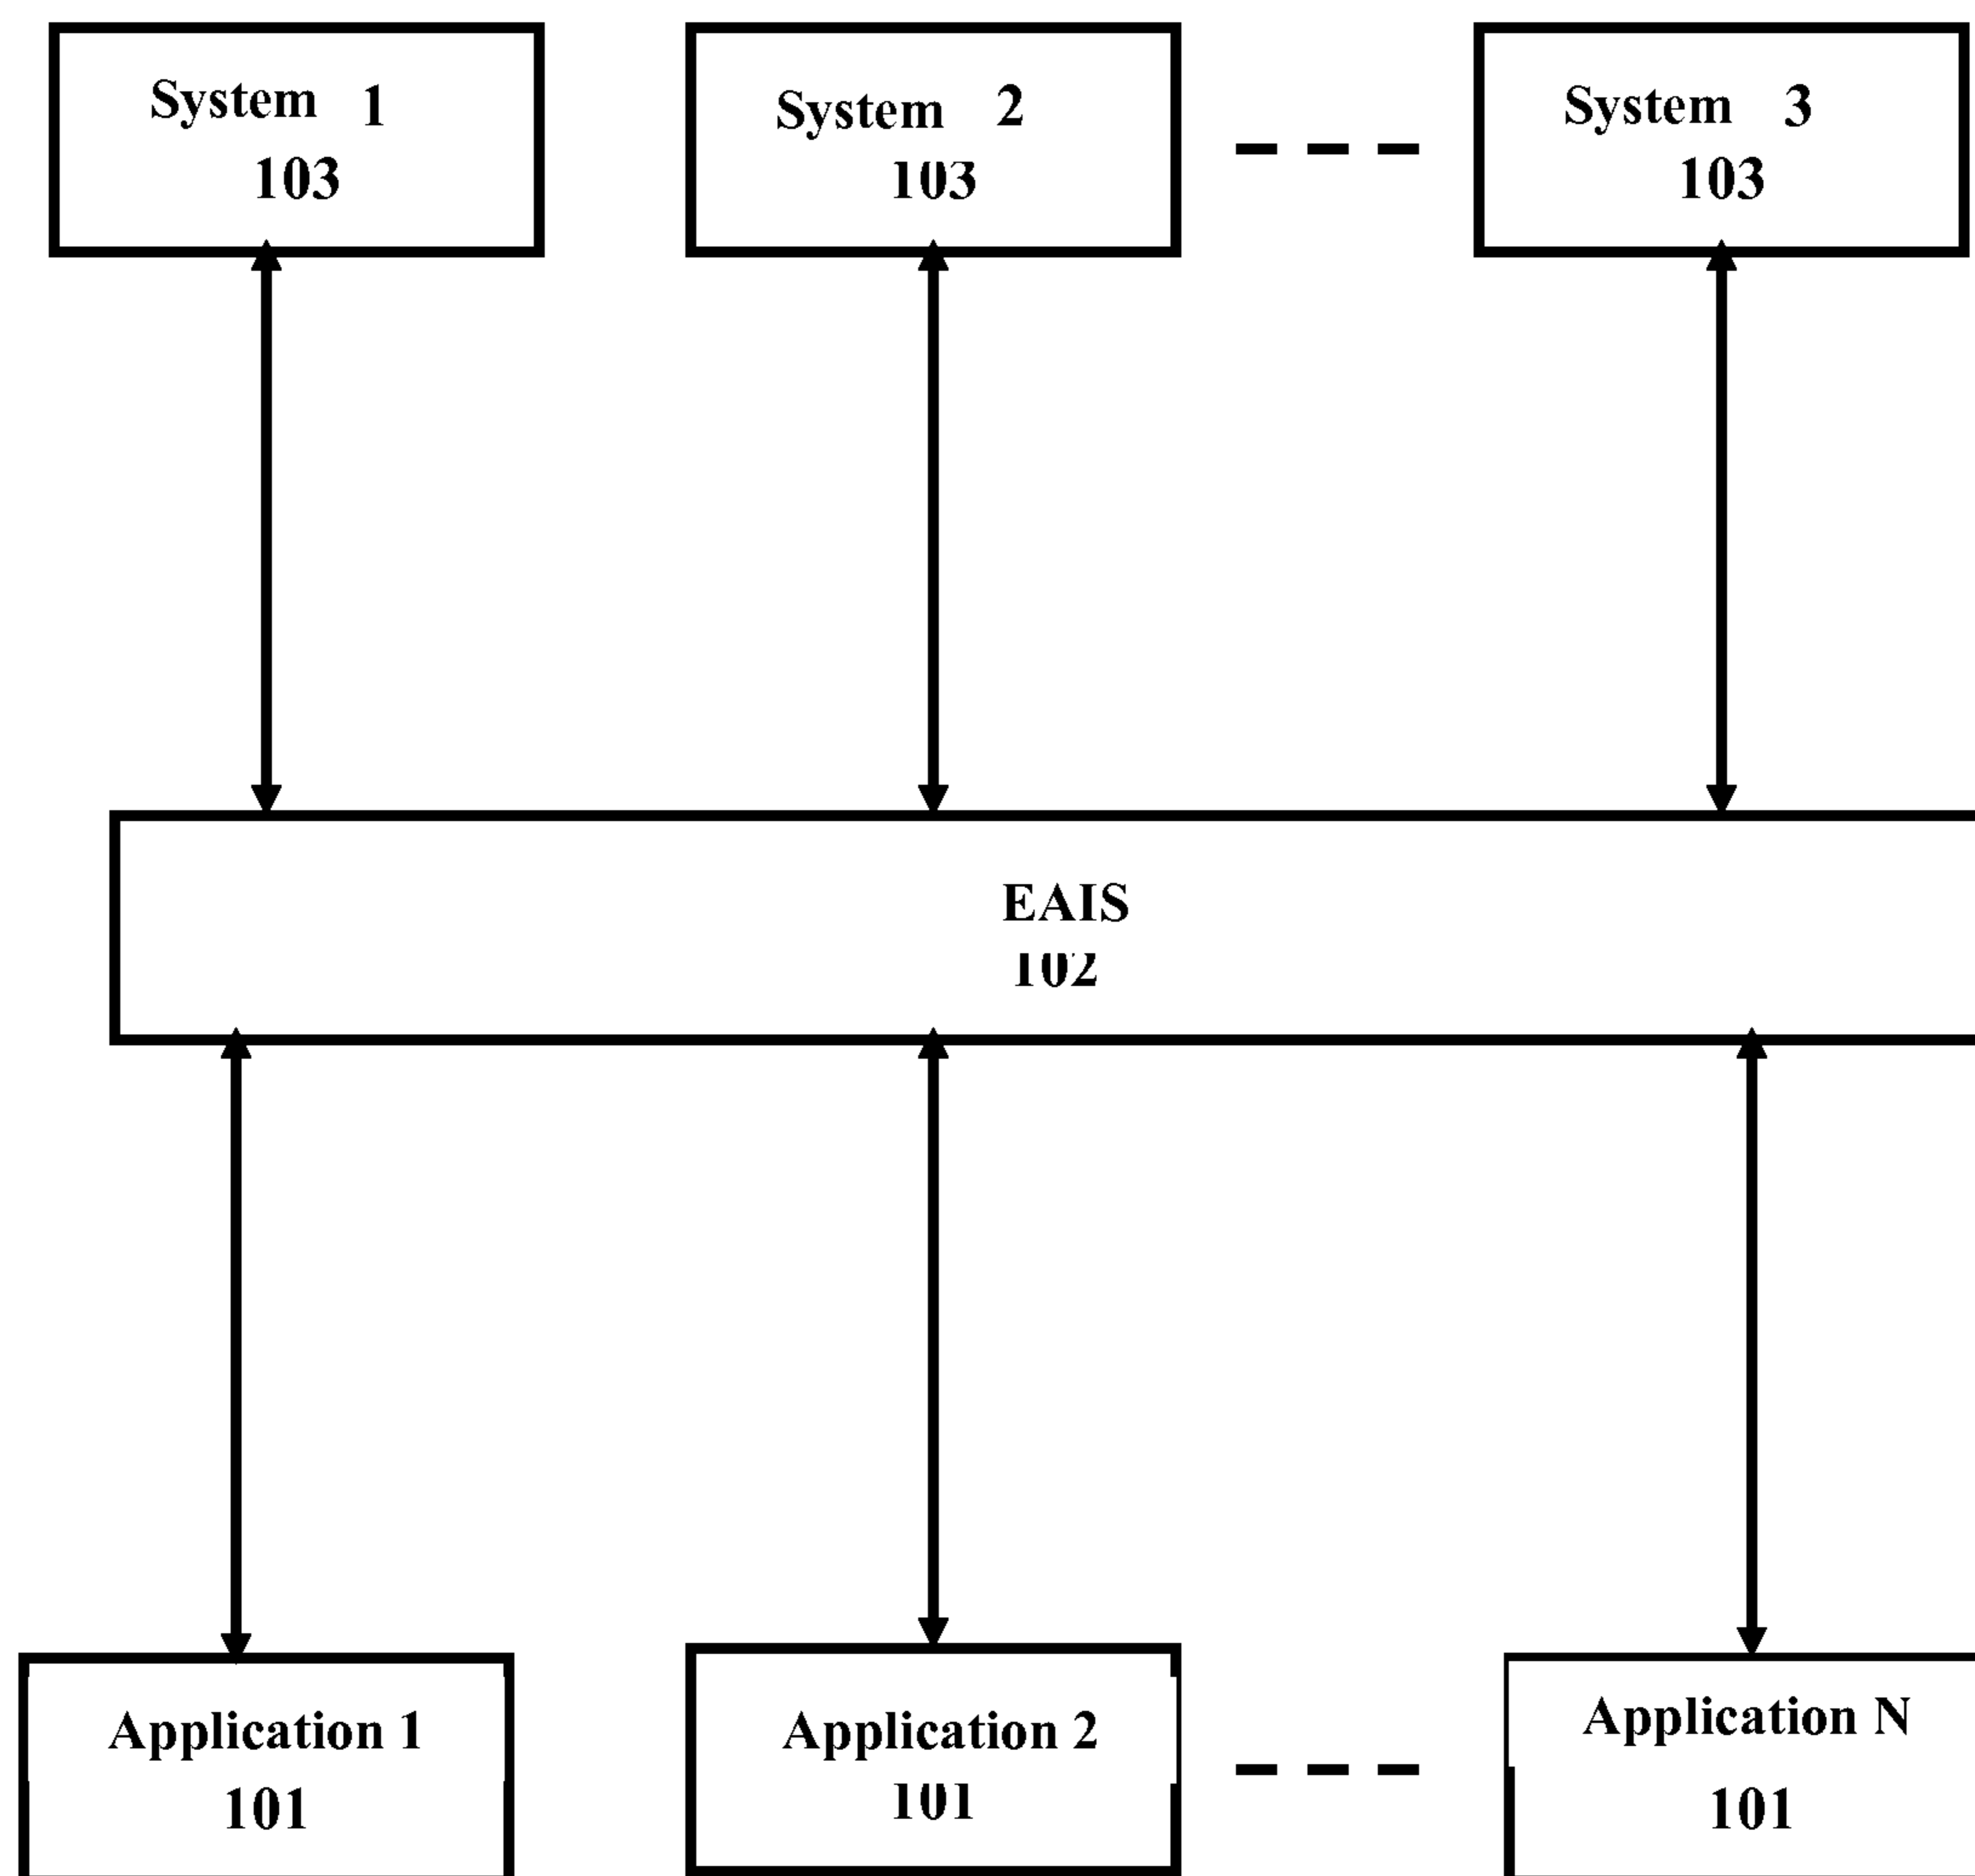 System 1
103
System 2
103
System 3
103
EAIS
102
Application 1
101
Application 2
101
Application N
101